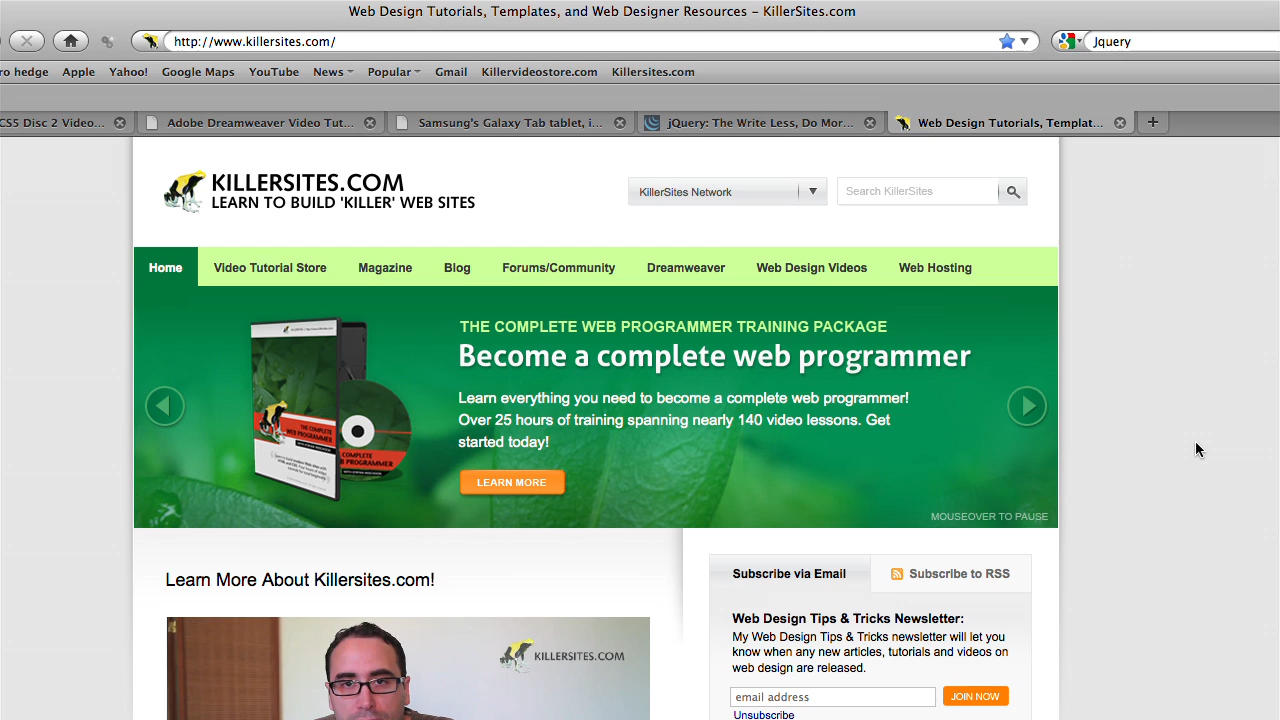 Web Design Tutorials, Templates, and Web Designer Resources – KillerSites.com
http://www.killersites.com/
Jquery
ro hedge Apple Yahoo! Google Maps YouTube News Popular Gmail Killervideostore.com Killersites.com
CS5 Disc 2 Video... Adobe Dreamweaver Video Tut... Samsung's Galaxy Tab tablet, i... jQuery: The Write Less, Do Mor... Web Design Tutorials, Templat...
KILLERSITES.COM
LEARN TO BUILD 'KILLER' WEB SITES
KillerSites Network
Search KillerSites
Home Video Tutorial Store Magazine Blog Forums/Community Dreamweaver Web Design Videos Web Hosting
THE COMPLETE WEB PROGRAMMER TRAINING PACKAGE
Become a complete web programmer
Learn everything you need to become a complete web programmer!
Over 25 hours of training spanning nearly 140 video lessons. Get
started today!
LEARN MORE
THE COMPLETE
WEB PROGRAMMER
COMPLETE
PROGRAMMER
MOUSEOVER TO PAUSE
Learn More About Killersites.com!
KILLERSITES.COM
Subscribe via Email
Subscribe to RSS
Web Design Tips & Tricks Newsletter:
My Web Design Tips & Tricks newsletter will let you
know when any new articles, tutorials and videos on
web design are released.
email address
JOIN NOW
Unsubscribe